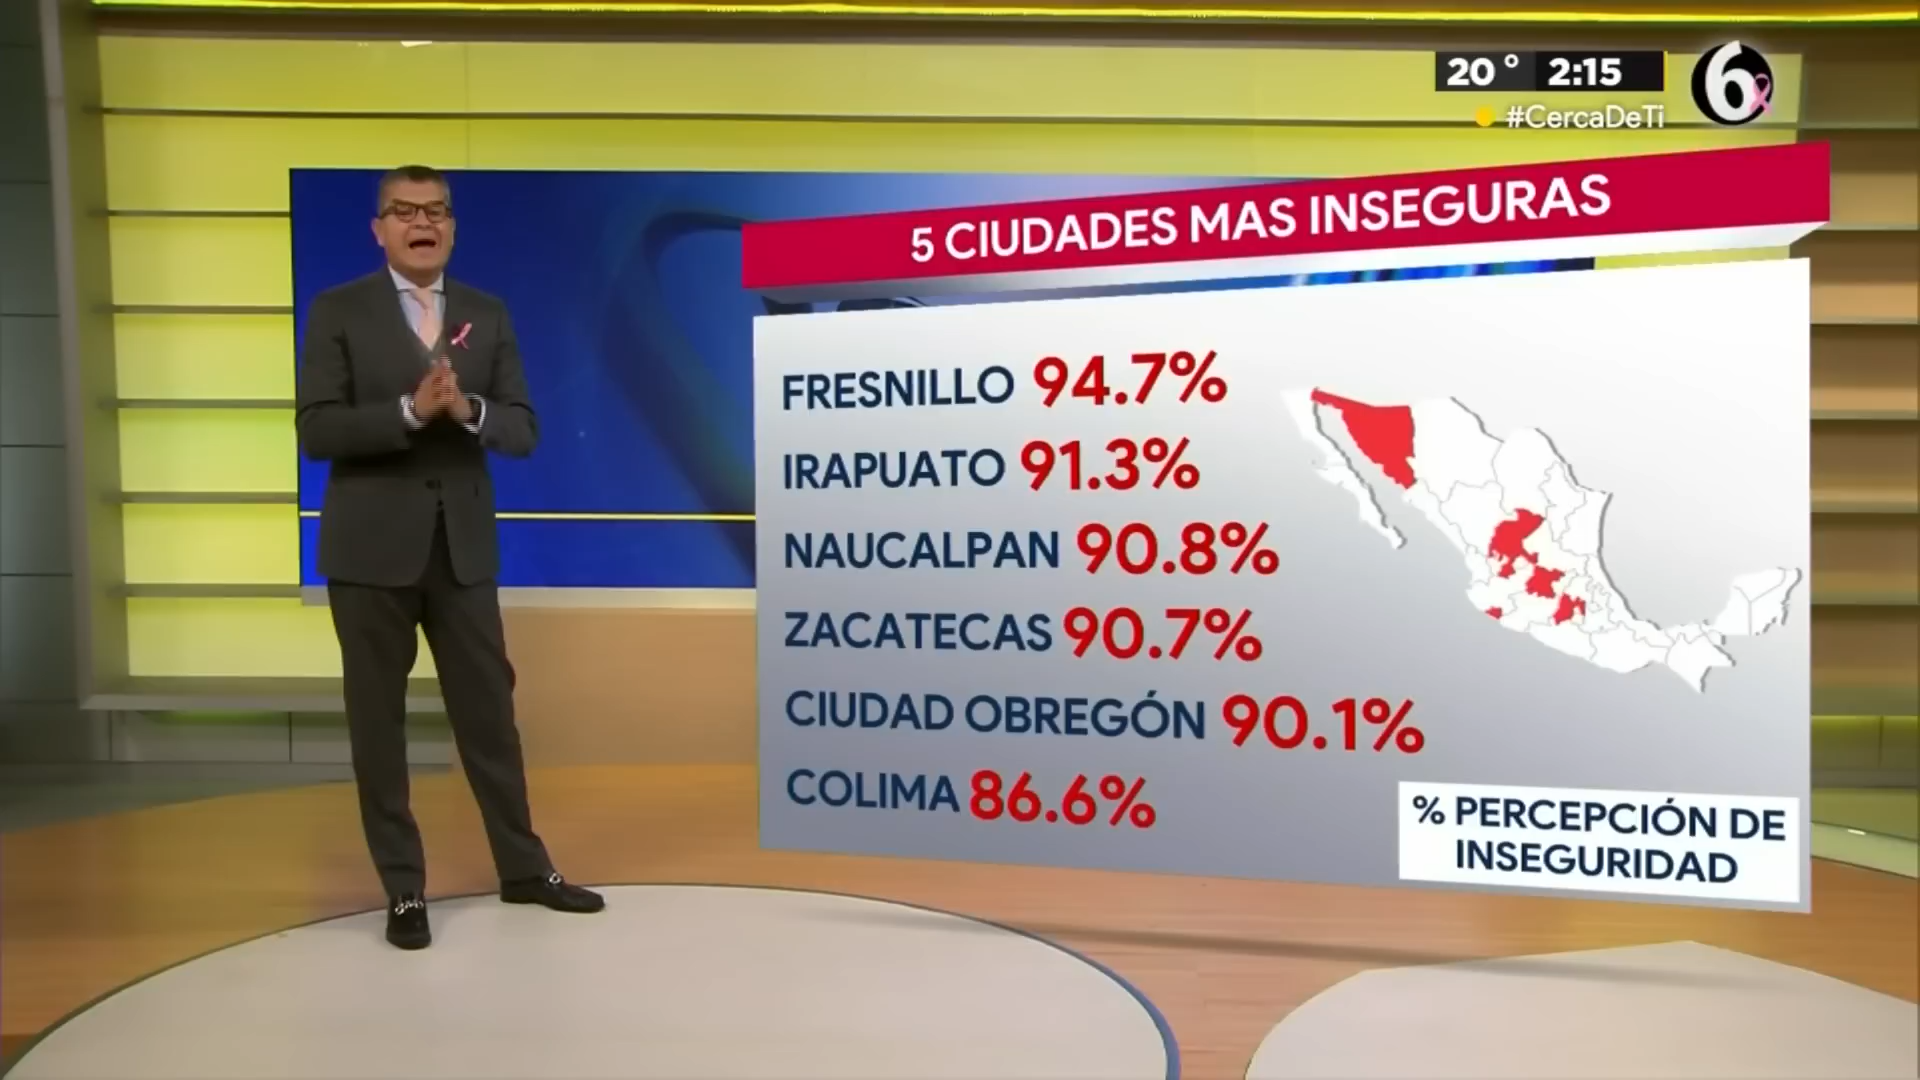 20° 2:15
#CercaDeTi
6
5 CIUDADES MAS INSEGURAS
FRESNILLO 94.7%
IRAPUATO 91.3%
NAUCALPAN 90.8%
ZACATECAS 90.7%
CIUDAD OBREGÓN 90.1%
COLIMA 86.6%
% PERCEPCIÓN DE
INSEGURIDAD